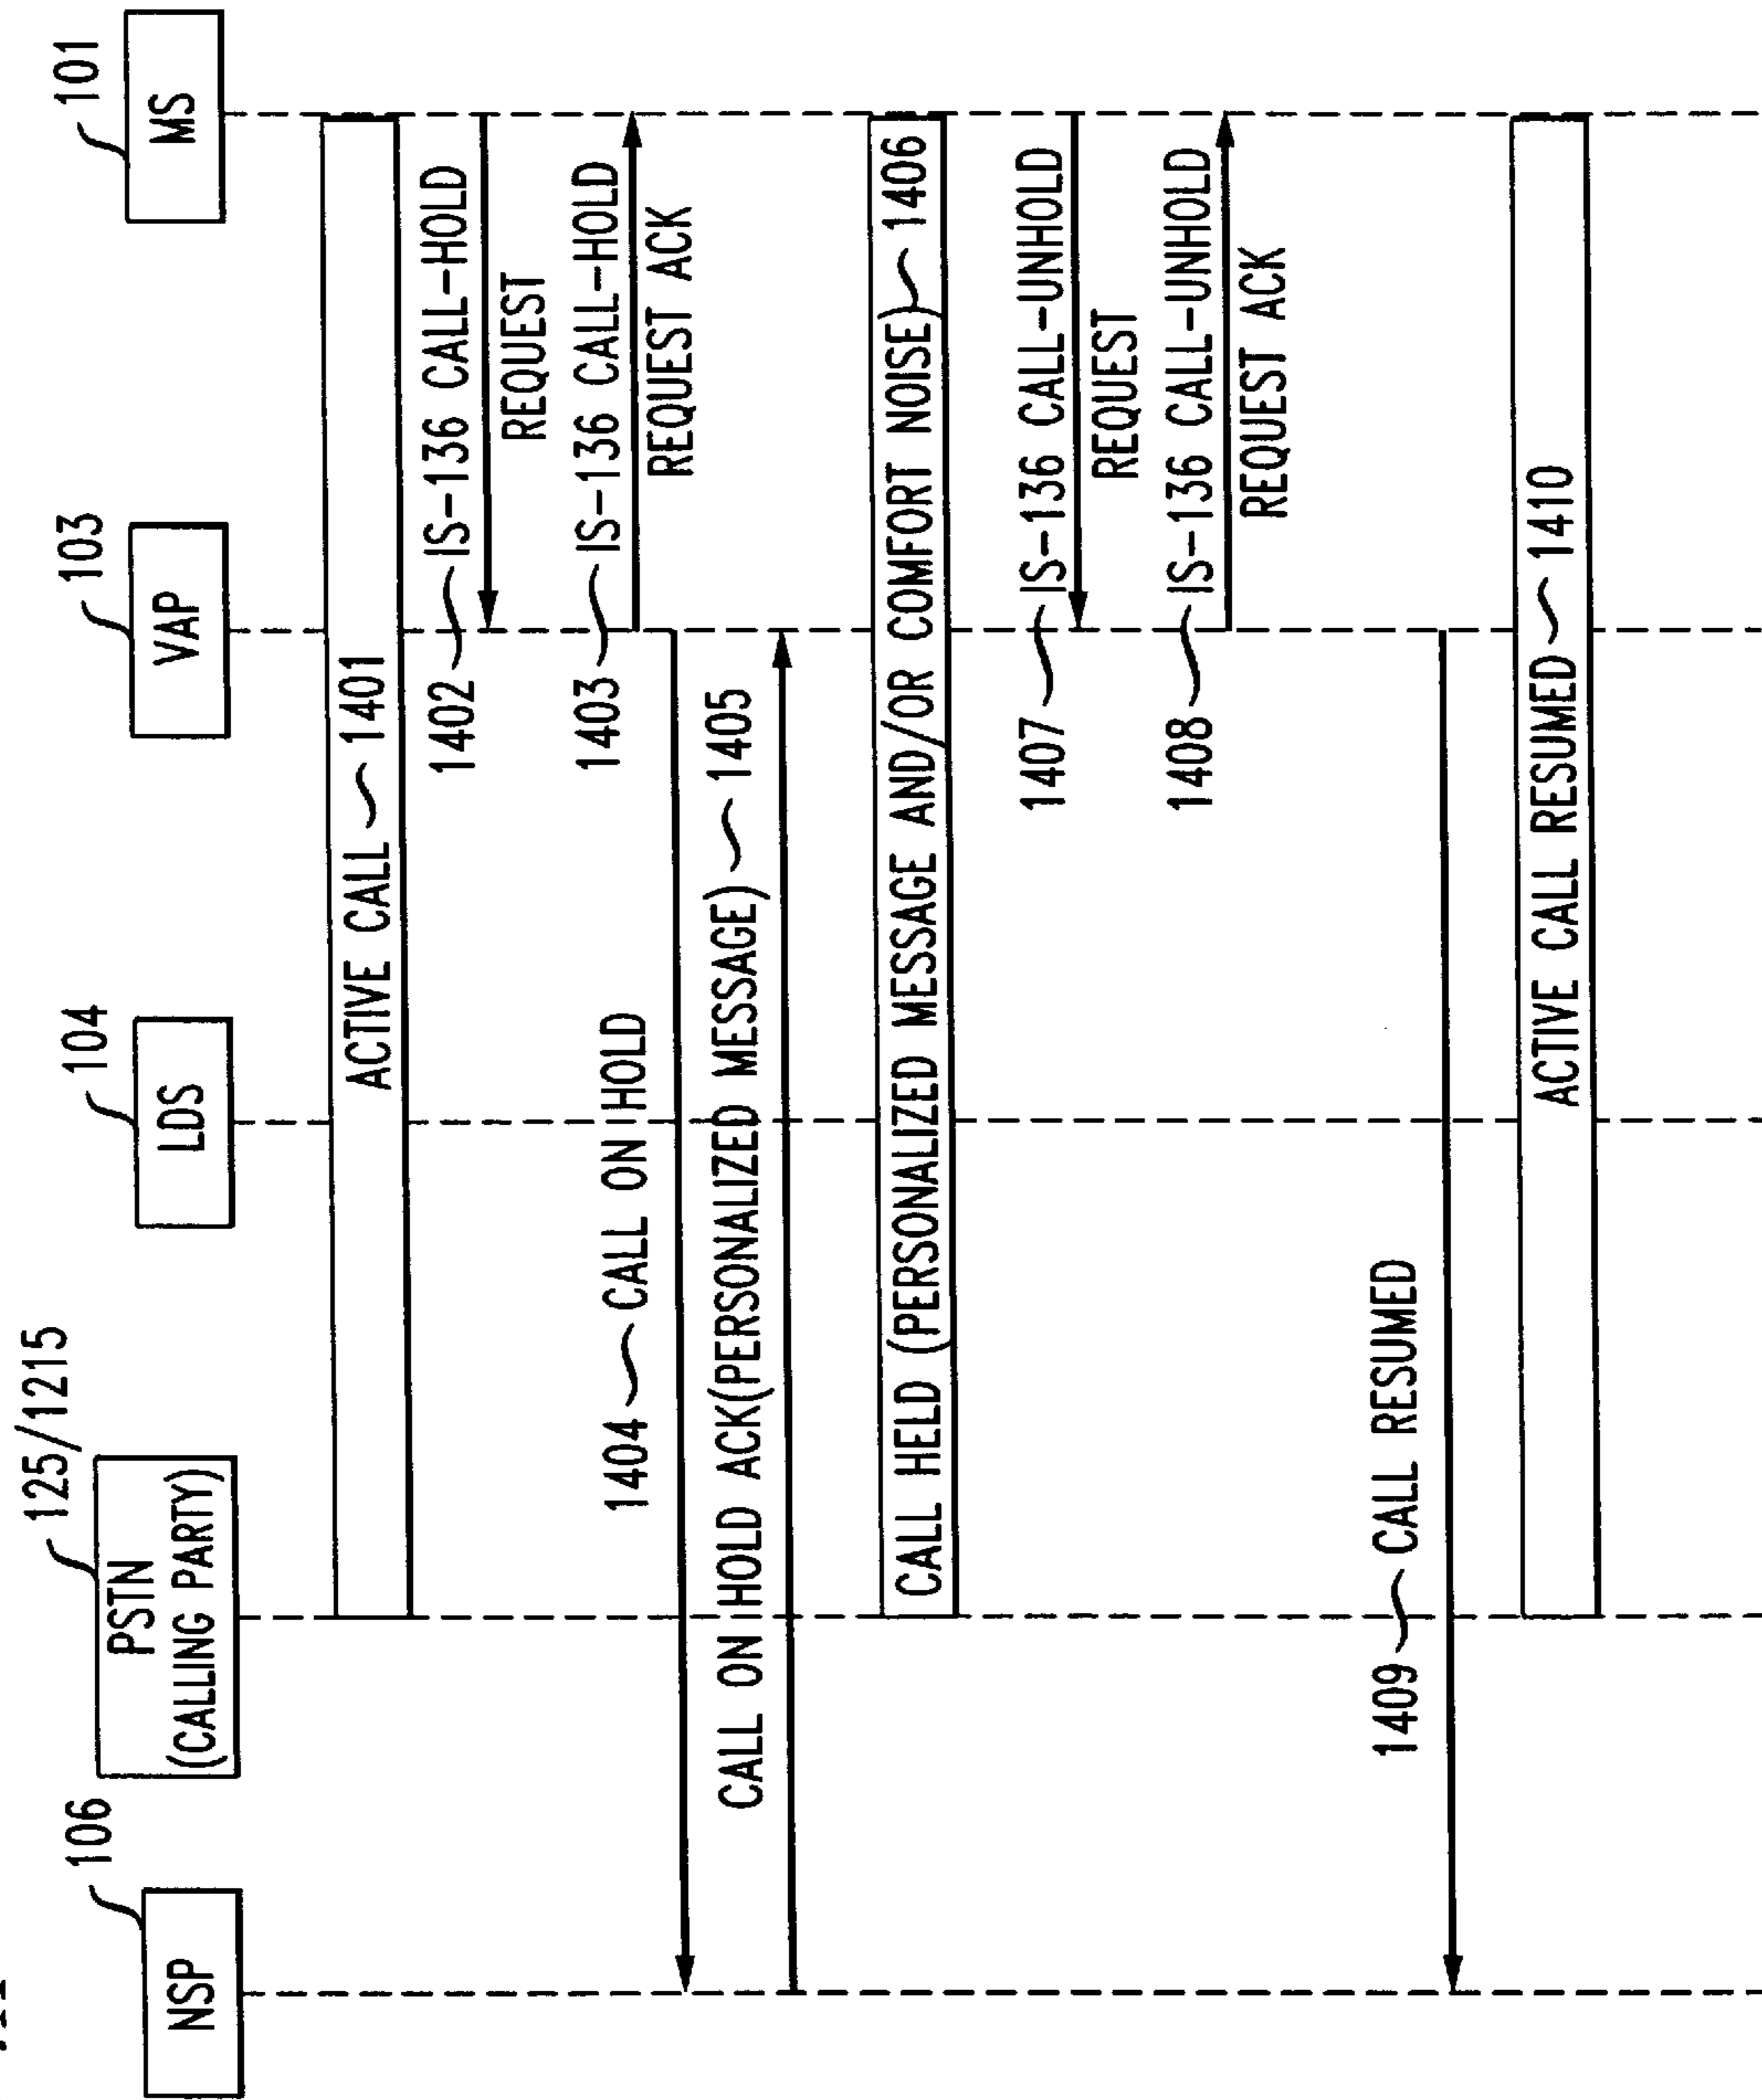 106
NSP
125/1215
PSTN
(CALLING PARTY)
104
LDS
103
VAP
101
MS
ACTIVE CALL 1401
1402 IS-136 CALL-HOLD
REQUEST
1403 IS-136 CALL-HOLD
REQUEST ACK
1404 CALL ON HOLD
CALL ON HOLD ACK(PERSONALIZED MESSAGE) 1405
CALL HELD (PERSONALIZED MESSAGE AND/OR COMFORT NOISE) 1406
1407 IS-136 CALL-UNHOLD
REQUEST
1408 IS-136 CALL-UNHOLD
REQUEST ACK
1409 CALL RESUMED
ACTIVE CALL RESUMED 1410